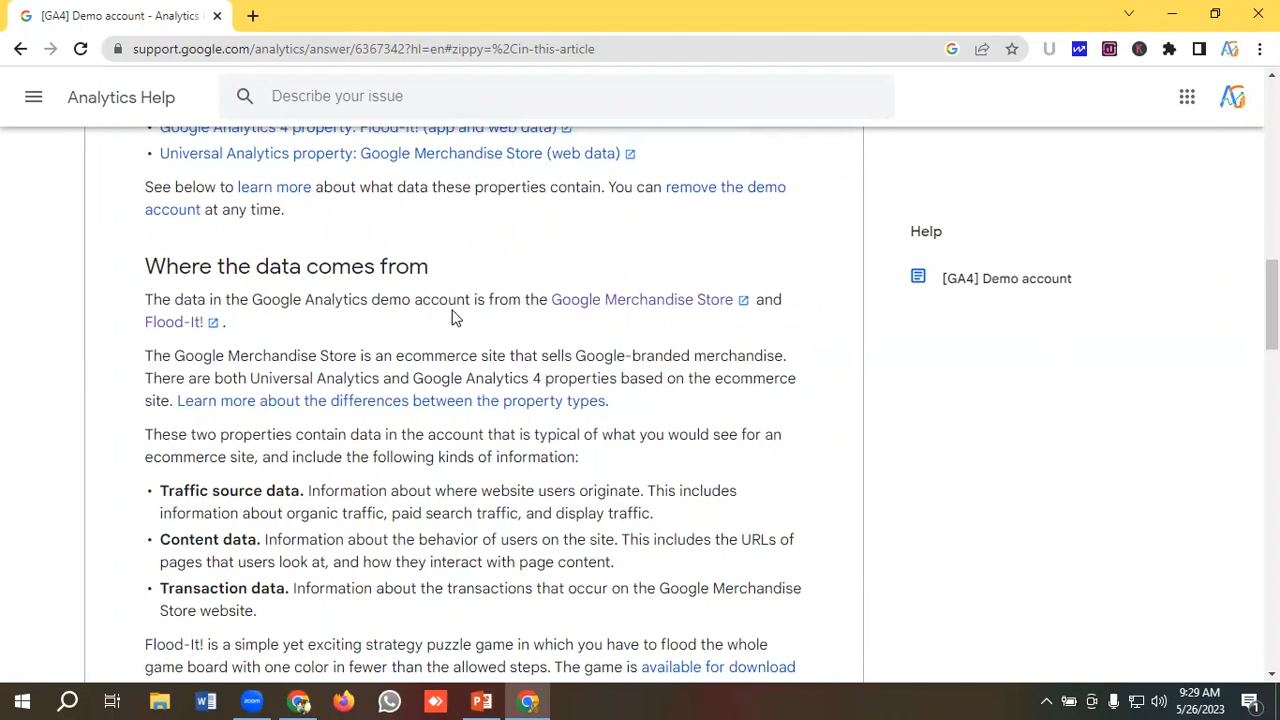 [GA4] Demo account - Analytics
support.google.com/analytics/answer/6367342?hl=en#zippy=%2Cin-this-article
Analytics Help
Describe your issue
Google Analytics 4 property: Flood-It! (app and web data)
Universal Analytics property: Google Merchandise Store (web data)
See below to learn more about what data these properties contain. You can remove the demo
account at any time.
Where the data comes from
The data in the Google Analytics demo account is from the Google Merchandise Store and
Flood-It! .
The Google Merchandise Store is an ecommerce site that sells Google-branded merchandise.
There are both Universal Analytics and Google Analytics 4 properties based on the ecommerce
site. Learn more about the differences between the property types.
These two properties contain data in the account that is typical of what you would see for an
ecommerce site, and include the following kinds of information:
• Traffic source data. Information about where website users originate. This includes
information about organic traffic, paid search traffic, and display traffic.
• Content data. Information about the behavior of users on the site. This includes the URLs of
pages that users look at, and how they interact with page content.
• Transaction data. Information about the transactions that occur on the Google Merchandise
Store website.
Flood-It! is a simple yet exciting strategy puzzle game in which you have to flood the whole
game board with one color in fewer than the allowed steps. The game is available for download
Help
[GA4] Demo account
zoom
9:29 AM
5/26/2023